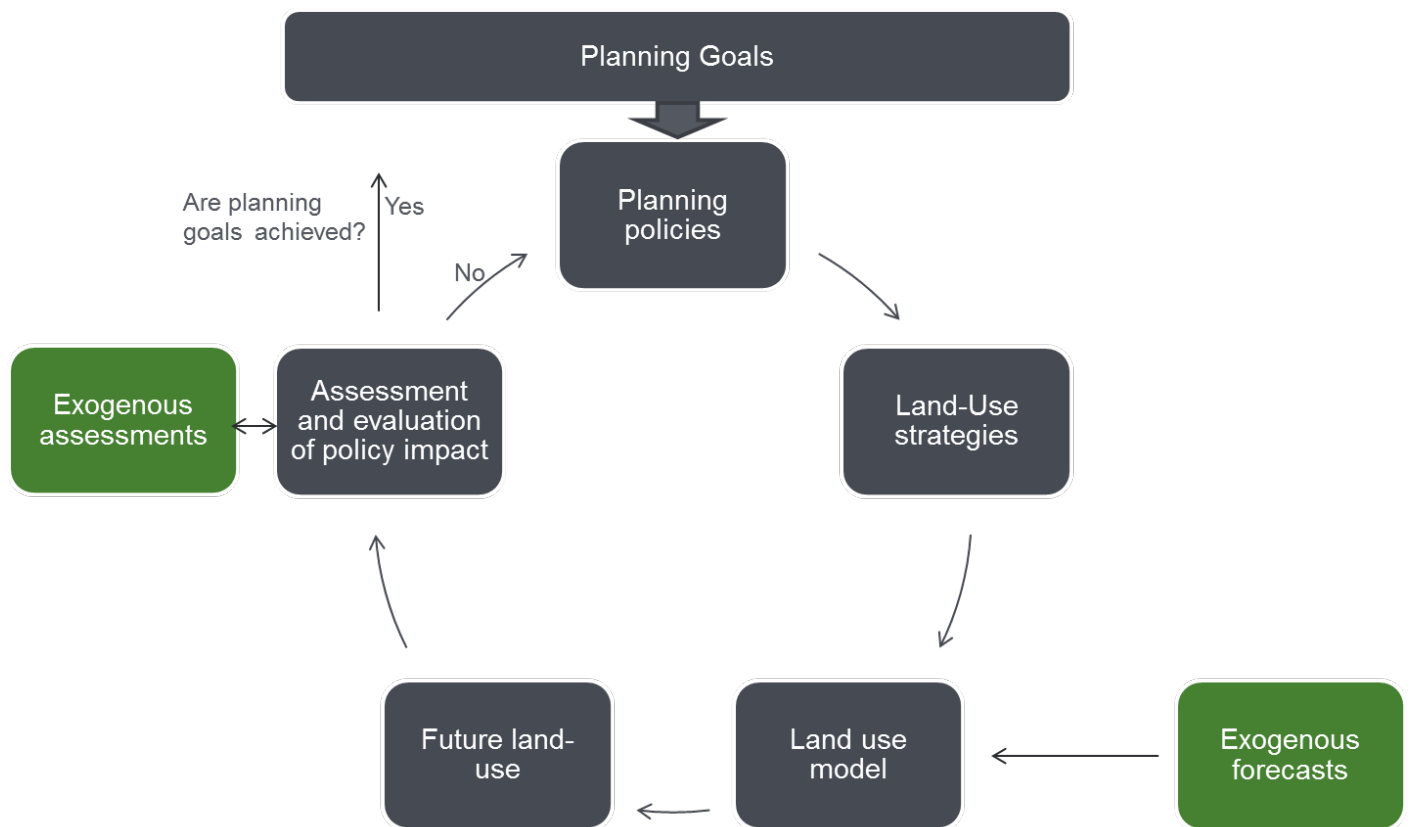 Planning Goals
Planning
policies
Are planning
goals achieved?
Yes
No
Exogenous
assessments
Assessment
and evaluation
of policy impact
Land-Use
strategies
Future land-
use
Land use
model
Exogenous
forecasts